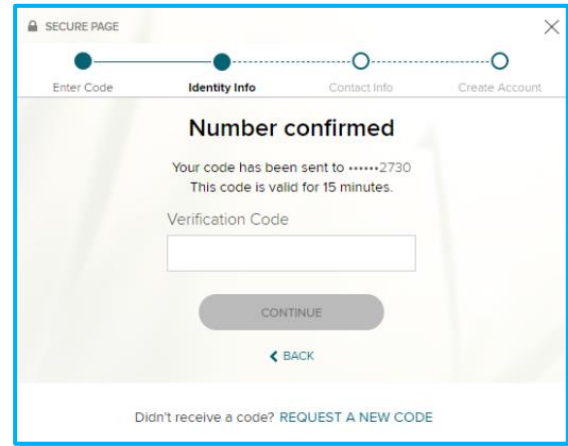 SECURE PAGE
Enter Code
Identity Info
Contact Info
Create Account
Number confirmed
Your code has been sent to ••••••2730
This code is valid for 15 minutes.
Verification Code
CONTINUE
BACK
Didn't receive a code? REQUEST A NEW CODE